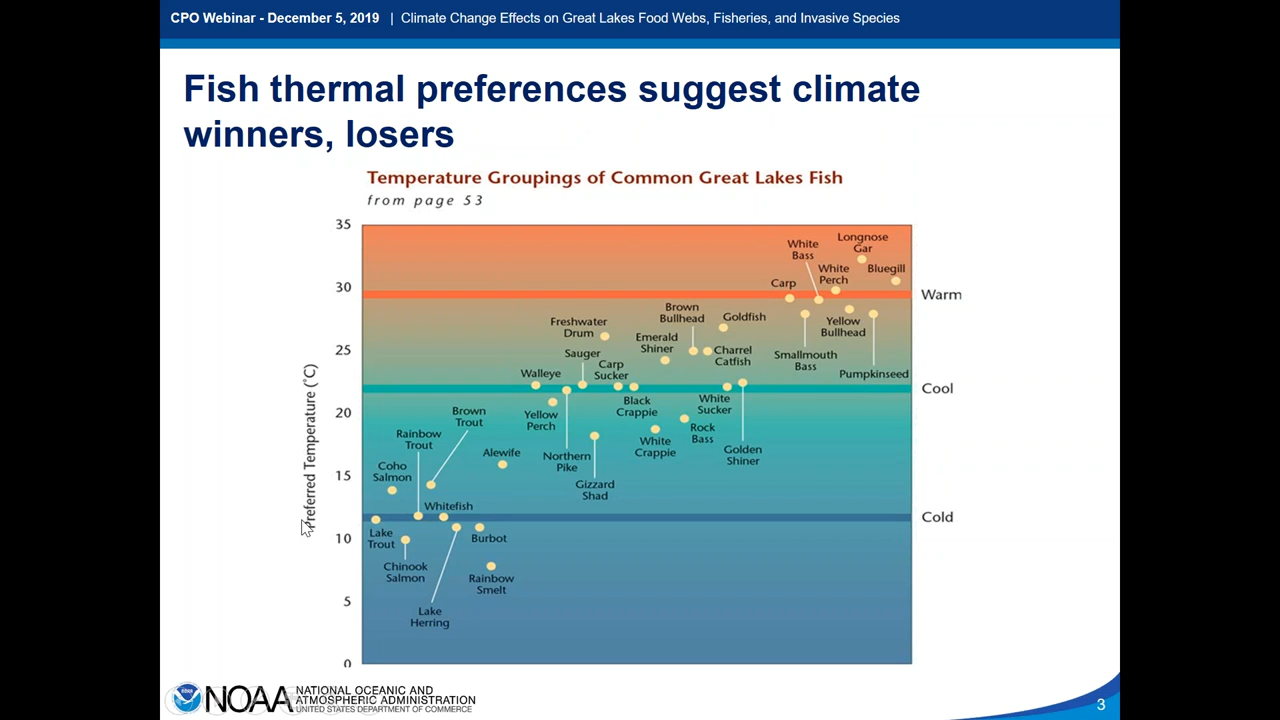 CPO Webinar - December 5, 2019 | Climate Change Effects on Great Lakes Food Webs, Fisheries, and Invasive Species
Fish thermal preferences suggest climate
winners, losers
Temperature Groupings of Common Great Lakes Fish
from page 53
Preferred Temperature (°C)
35
30
25
20
15
10
5
0
Warm
Cool
Cold
Lake
Trout
Coho
Salmon
Chinook
Salmon
Rainbow
Trout
Brown
Trout
Whitefish
Lake
Herring
Burbot
Rainbow
Smelt
Alewife
Walleye
Yellow
Perch
Northern
Pike
Sauger
Gizzard
Shad
Freshwater
Drum
Carp
Sucker
Black
Crappie
White
Crappie
Emerald
Shiner
Rock
Bass
Brown
Bullhead
Charrel
Catfish
Goldfish
White
Sucker
Golden
Shiner
Carp
Smallmouth
Bass
White
Bass
White
Perch
Yellow
Bullhead
Longnose
Gar
Pumpkinseed
Bluegill
NOAA
NATIONAL OCEANIC AND
ATMOSPHERIC ADMINISTRATION
UNITED STATES DEPARTMENT OF COMMERCE
3